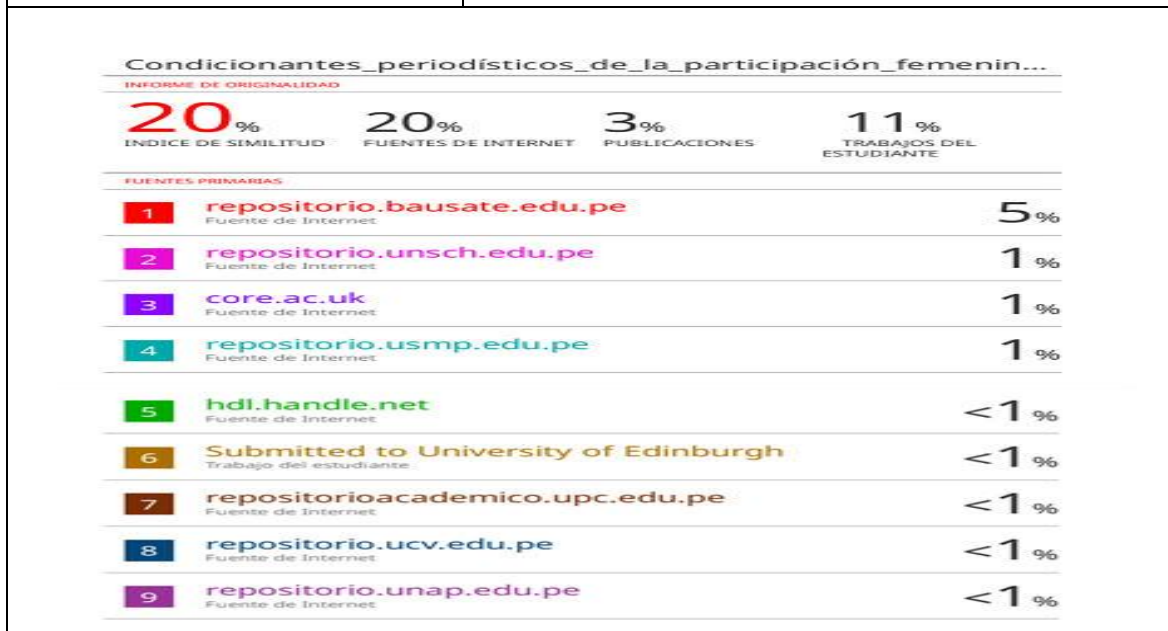 Condicionantes_periodísticos_de_la_participación_femenin...
INFORME DE ORIGINALIDAD
20% 20% 3% 11%
INDICE DE SIMILITUD FUENTES DE INTERNET PUBLICACIONES TRABAJOS DEL
ESTUDIANTE
FUENTES PRIMARIAS
1 repositorio.bausate.edu.pe 5%
Fuente de Internet
2 repositorio.unsch.edu.pe 1%
Fuente de Internet
3 core.ac.uk 1%
Fuente de Internet
4 repositorio.usmp.edu.pe 1%
Fuente de Internet
5 hdl.handle.net <1%
Fuente de Internet
6 Submitted to University of Edinburgh <1%
Trabajo del estudiante
7 repositorioacademico.upc.edu.pe <1%
Fuente de Internet
8 repositorio.ucv.edu.pe <1%
Fuente de Internet
9 repositorio.unap.edu.pe <1%
Fuente de Internet